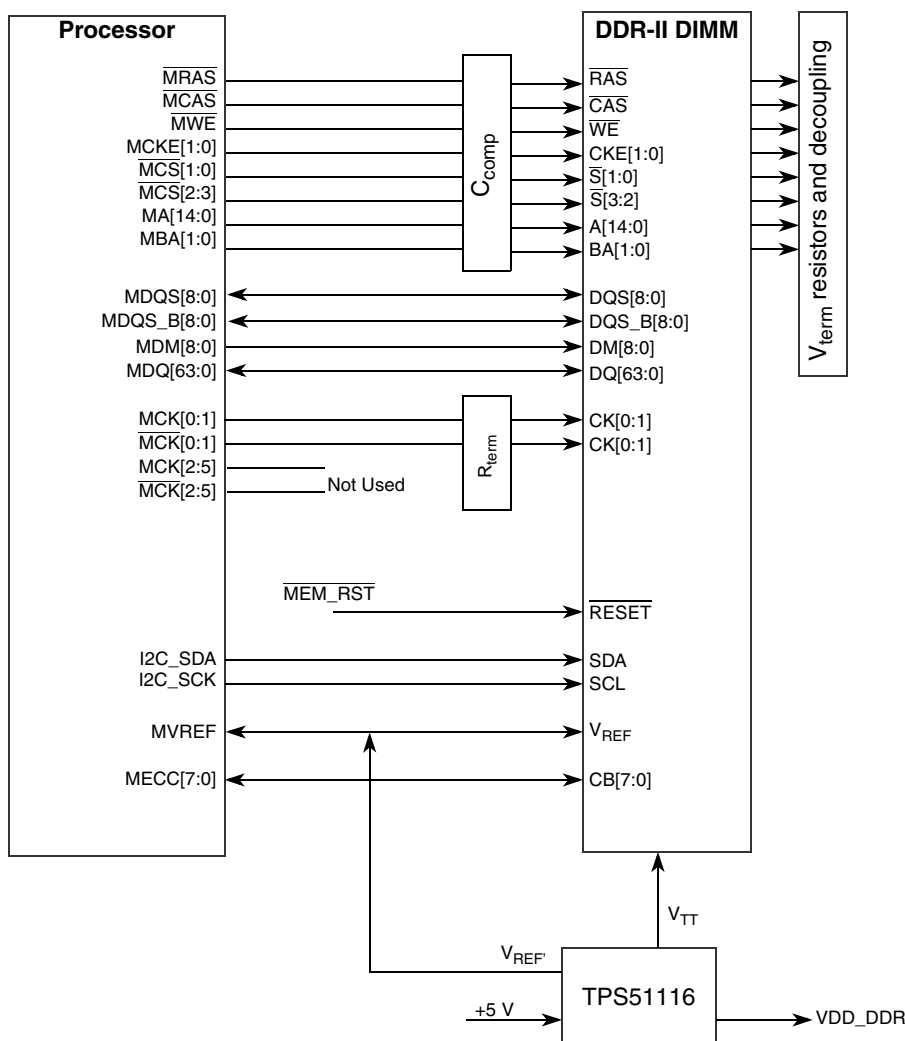 Processor
DDR-II DIMM
MRAS
RAS
MCAS
CAS
MWE
WE
MCKE[1:0]
CKE[1:0]
MCS[1:0]
S[1:0]
MCS[2:3]
S[3:2]
MA[14:0]
A[14:0]
MBA[1:0]
BA[1:0]
Ccomp
Vterm resistors and decoupling
MDQS[8:0]
DQS[8:0]
MDQS_B[8:0]
DQS_B[8:0]
MDM[8:0]
DM[8:0]
MDQ[63:0]
DQ[63:0]
MCK[0:1]
CK[0:1]
MCK[0:1]
CK[0:1]
MCK[2:5]
MCK[2:5]
Not Used
Rterm
MEM_RST
RESET
I2C_SDA
SDA
I2C_SCK
SCL
MVREF
VREF
MECC[7:0]
CB[7:0]
VTT
VREF'
+5 V
TPS51116
VDD_DDR